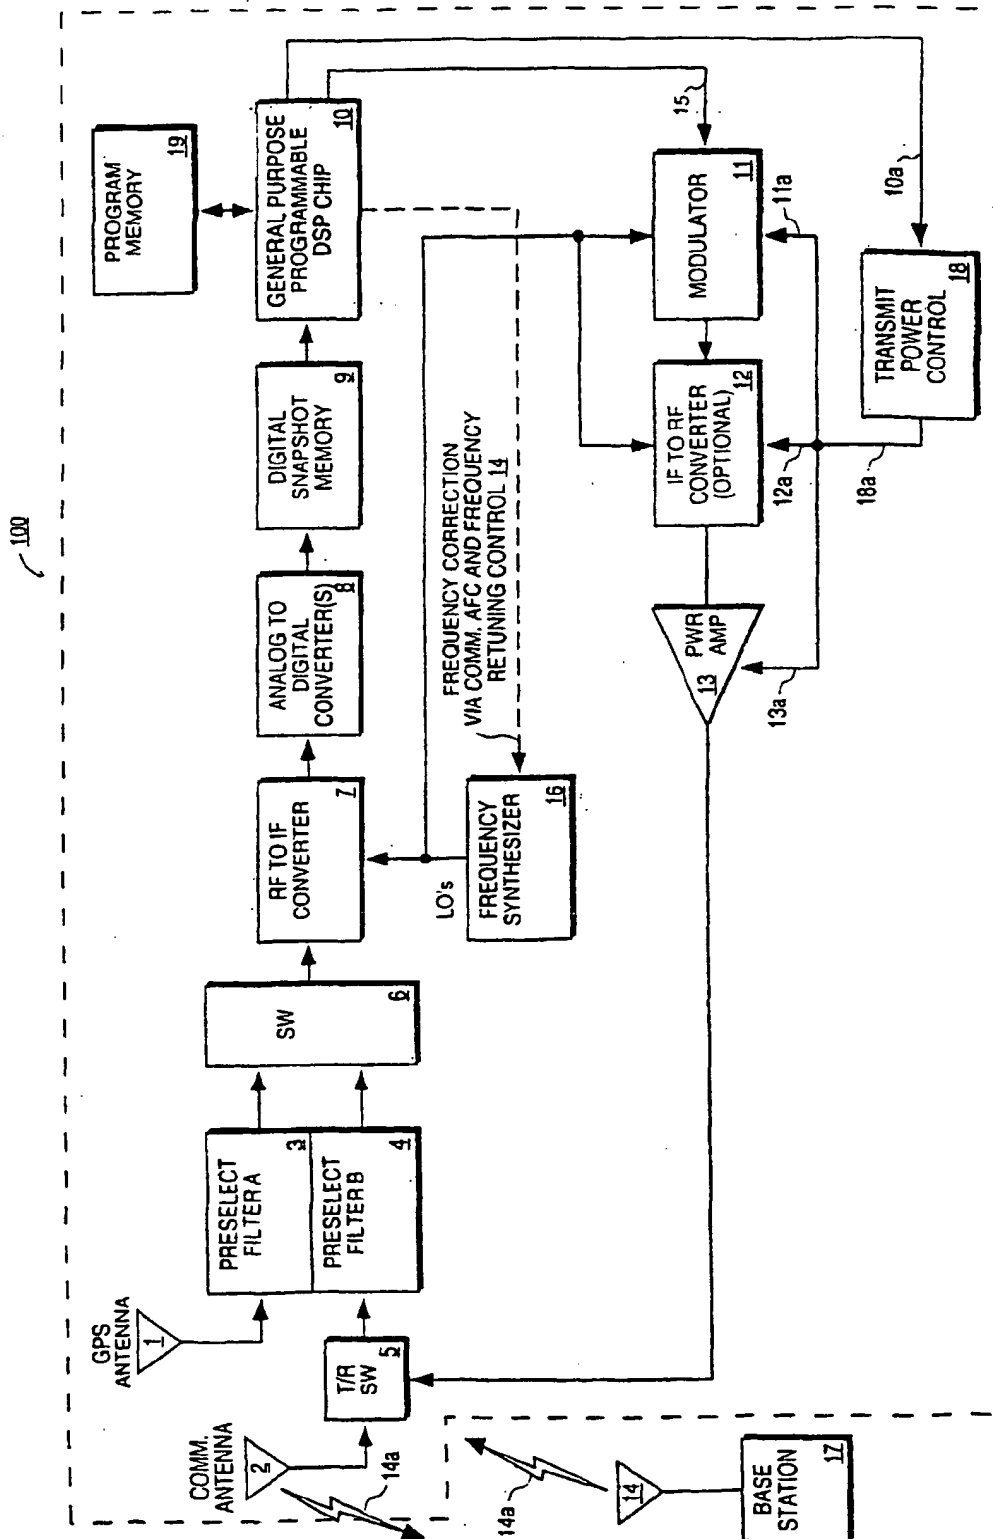 100
GPS
ANTENNA
1
COMM.
ANTENNA
2
14a
T/R
SW
5
PRESELECT
FILTER A
3
PRESELECT
FILTER B
4
SW
6
RF TO IF
CONVERTER
7
ANALOG TO
DIGITAL
CONVERTER(S)
8
DIGITAL
SNAPSHOT
MEMORY
9
GENERAL PURPOSE
PROGRAMMABLE
DSP CHIP
10
PROGRAM
MEMORY
19
LO's
FREQUENCY
SYNTHESIZER
16
FREQUENCY CORRECTION
VIA COMM. AFC AND FREQUENCY
RETUNING CONTROL 14
15
MODULATOR
11
11a
IF TO RF
CONVERTER
(OPTIONAL)
12
12a
PWR
AMP
13
13a
10a
TRANSMIT
POWER
CONTROL
18
18a
14a
14
BASE
STATION
17